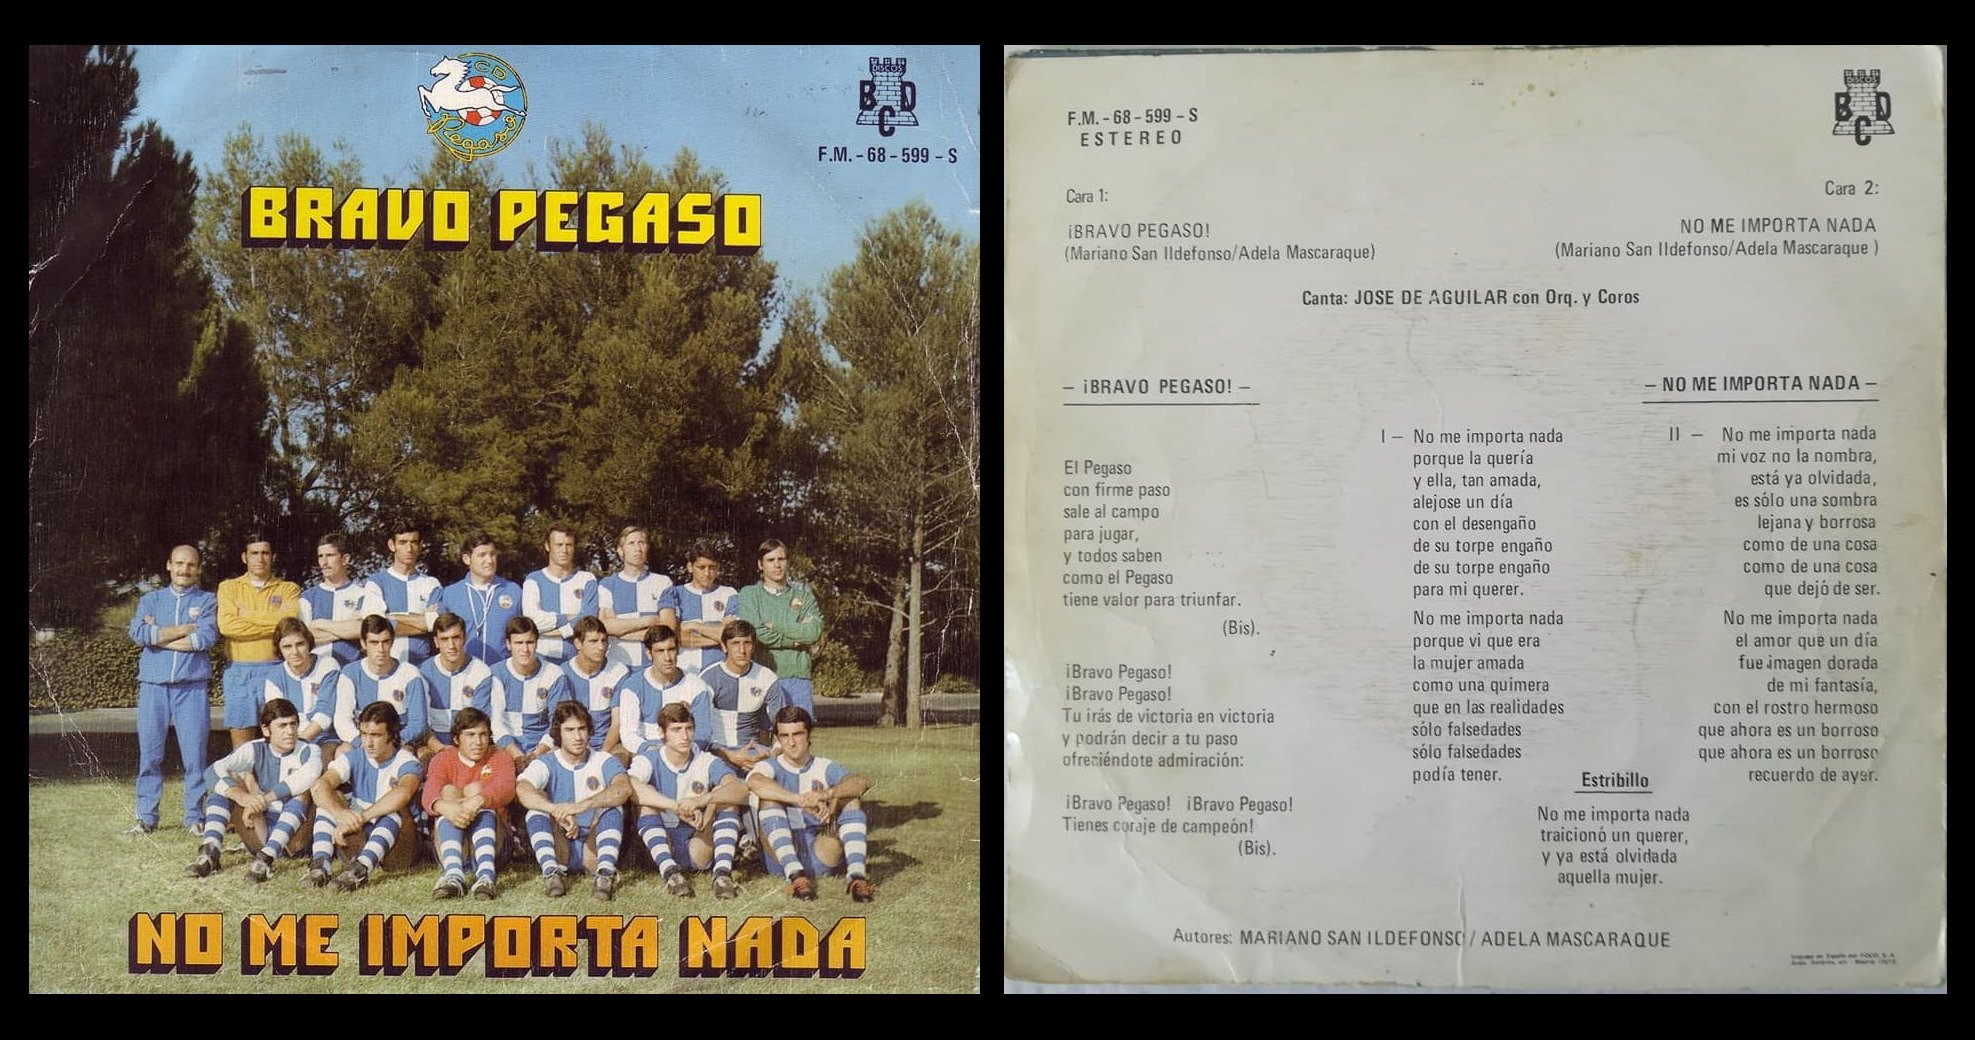 CD
Pegaso
DISCOS
BCD
F.M. - 68 - 599 - S
BRAVO PEGASO
NO ME IMPORTA NADA
F.M. - 68 - 599 - S
ESTEREO
DISCOS
BCD
Cara 1:
¡BRAVO PEGASO!
(Mariano San Ildefonso/Adela Mascaraque)
Cara 2:
NO ME IMPORTA NADA
(Mariano San Ildefonso/Adela Mascaraque )
Canta: JOSE DE AGUILAR con Orq. y Coros
– ¡BRAVO PEGASO! –
El Pegaso
con firme paso
sale al campo
para jugar,
y todos saben
como el Pegaso
tiene valor para triunfar.
(Bis).
¡Bravo Pegaso!
¡Bravo Pegaso!
Tu irás de victoria en victoria
y podrán decir a tu paso
ofreciéndote admiración:
¡Bravo Pegaso! ¡Bravo Pegaso!
Tienes coraje de campeón!
(Bis).
– NO ME IMPORTA NADA –
I – No me importa nada
porque la quería
y ella, tan amada,
alejose un día
con el desengaño
de su torpe engaño
de su torpe engaño
para mi querer.
No me importa nada
porque vi que era
la mujer amada
como una quimera
que en las realidades
sólo falsedades
sólo falsedades
podía tener.
II – No me importa nada
mi voz no la nombra,
está ya olvidada,
es sólo una sombra
lejana y borrosa
como de una cosa
como de una cosa
que dejó de ser.
No me importa nada
el amor que un día
fue imagen dorada
de mi fantasía,
con el rostro hermoso
que ahora es un borroso
que ahora es un borroso
recuerdo de ayer.
Estribillo
No me importa nada
traicionó un querer,
y ya está olvidada
aquella mujer.
Autores: MARIANO SAN ILDEFONSO / ADELA MASCARAQUE